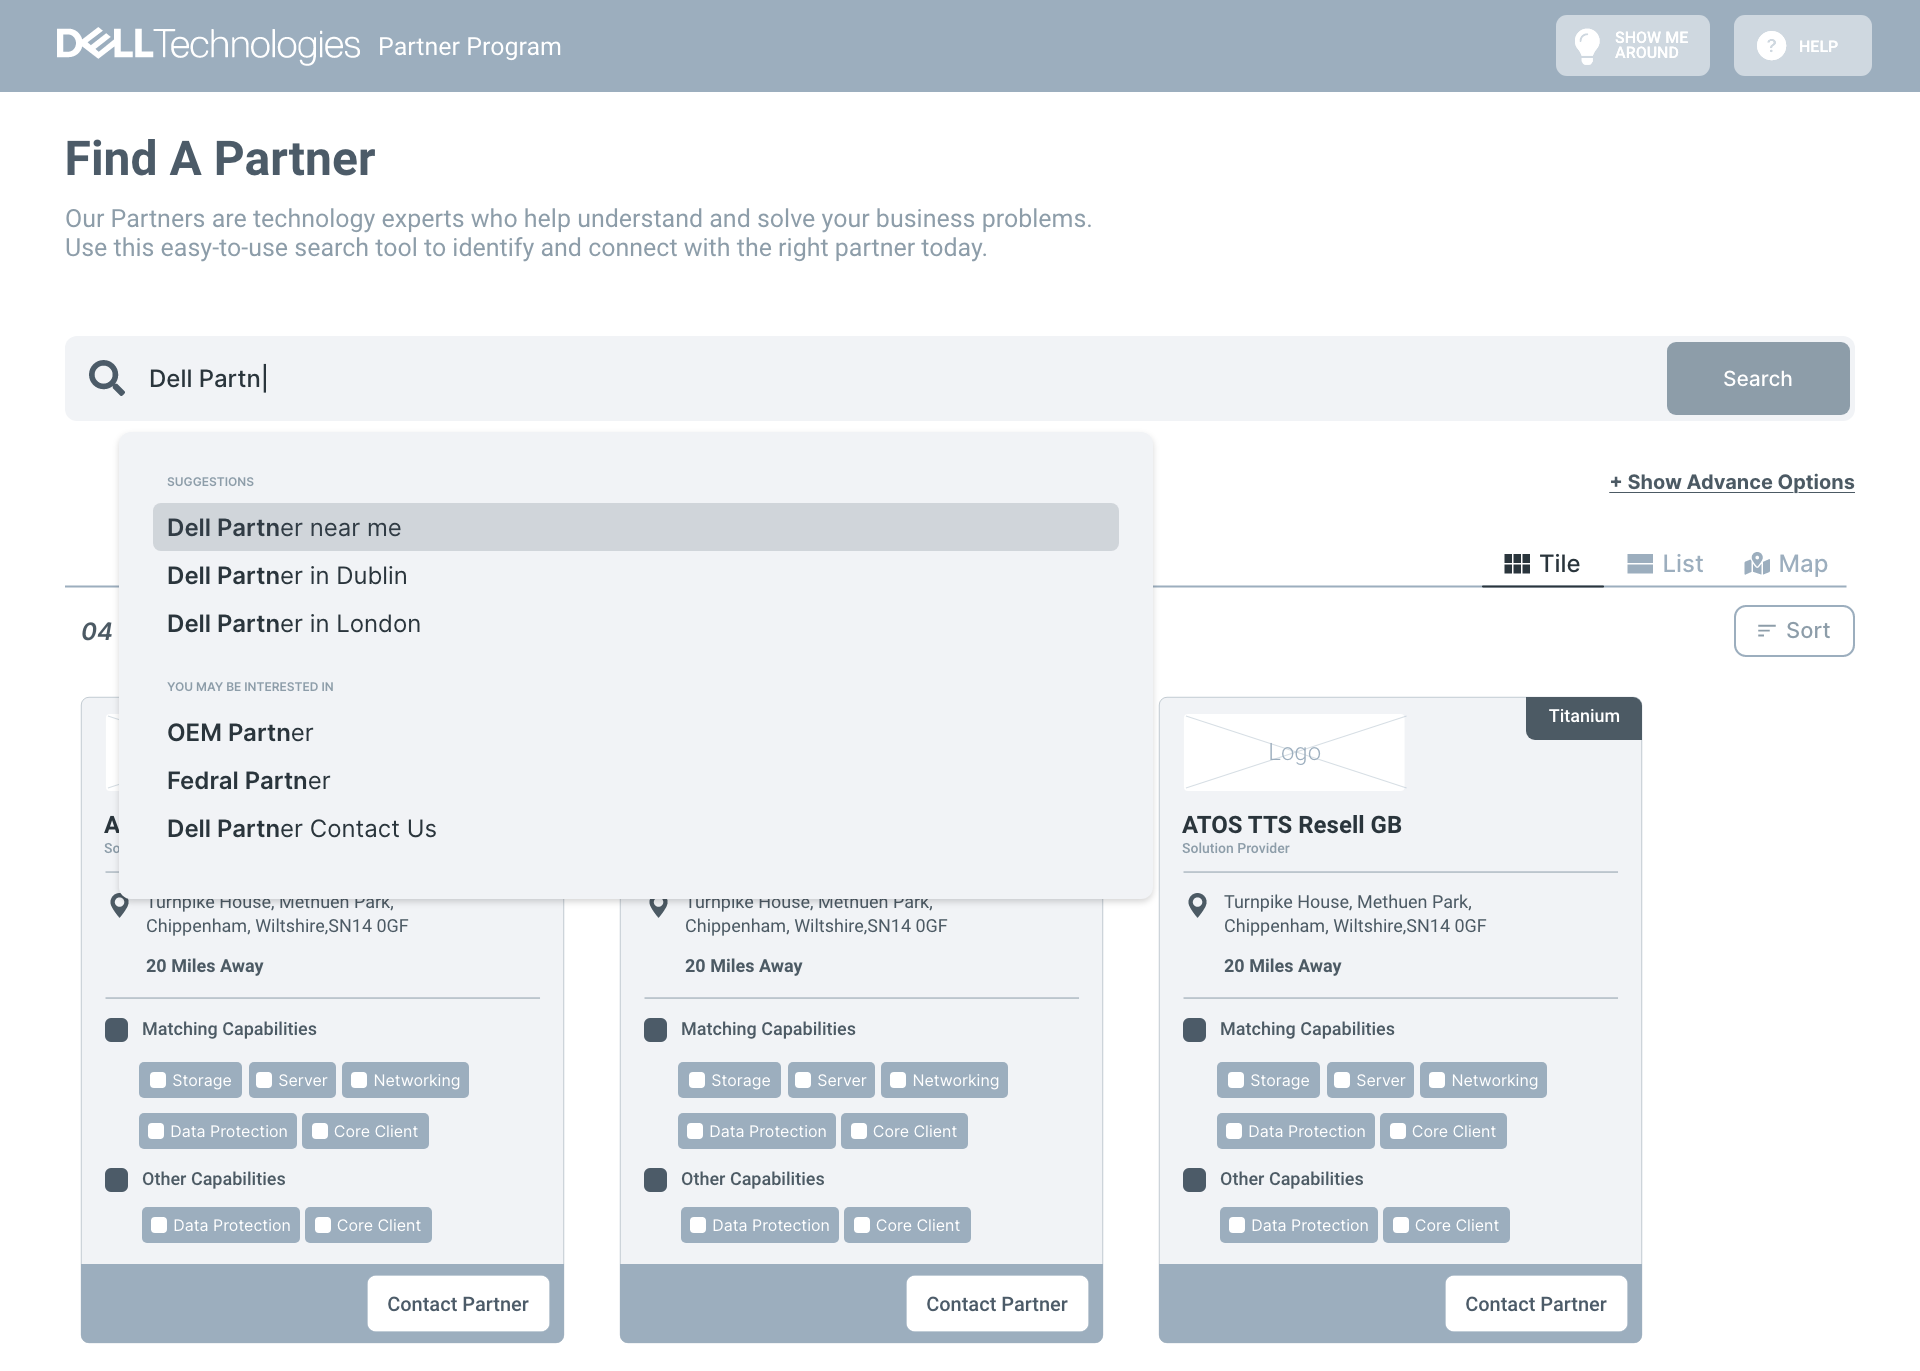 DELLTechnologies Partner Program
SHOW ME
AROUND
? HELP
Find A Partner
Our Partners are technology experts who help understand and solve your business problems.
Use this easy-to-use search tool to identify and connect with the right partner today.
Dell Partn
Search
SUGGESTIONS
Dell Partner near me
Dell Partner in Dublin
Dell Partner in London
YOU MAY BE INTERESTED IN
OEM Partner
Fedral Partner
Dell Partner Contact Us
+ Show Advance Options
Tile List Map
04
Sort
Turnpike House, Methuen Park,
Chippenham, Wiltshire,SN14 0GF
20 Miles Away
Matching Capabilities
Storage Server Networking
Data Protection Core Client
Other Capabilities
Data Protection Core Client
Contact Partner
Turnpike House, Methuen Park,
Chippenham, Wiltshire,SN14 0GF
20 Miles Away
Matching Capabilities
Storage Server Networking
Data Protection Core Client
Other Capabilities
Data Protection Core Client
Contact Partner
Titanium
Logo
ATOS TTS Resell GB
Solution Provider
Turnpike House, Methuen Park,
Chippenham, Wiltshire,SN14 0GF
20 Miles Away
Matching Capabilities
Storage Server Networking
Data Protection Core Client
Other Capabilities
Data Protection Core Client
Contact Partner